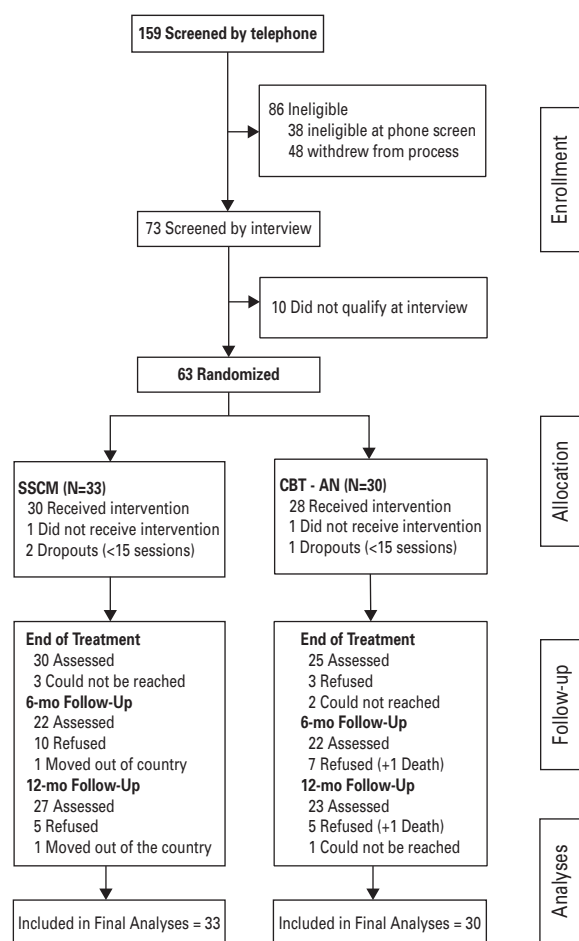 159 Screened by telephone
86 Ineligible
38 ineligible at phone screen
48 withdrew from process
Enrollment
73 Screened by interview
10 Did not qualify at interview
63 Randomized
SSCM (N=33)
30 Received intervention
1 Did not receive intervention
2 Dropouts (<15 sessions)
CBT - AN (N=30)
28 Received intervention
1 Did not receive intervention
1 Dropouts (<15 sessions)
Allocation
End of Treatment
30 Assessed
3 Could not be reached
6-mo Follow-Up
22 Assessed
10 Refused
1 Moved out of country
12-mo Follow-Up
27 Assessed
5 Refused
1 Moved out of the country
End of Treatment
25 Assessed
3 Refused
2 Could not reached
6-mo Follow-Up
22 Assessed
7 Refused (+1 Death)
12-mo Follow-Up
23 Assessed
5 Refused (+1 Death)
1 Could not be reached
Follow-up
Included in Final Analyses = 33
Included in Final Analyses = 30
Analyses